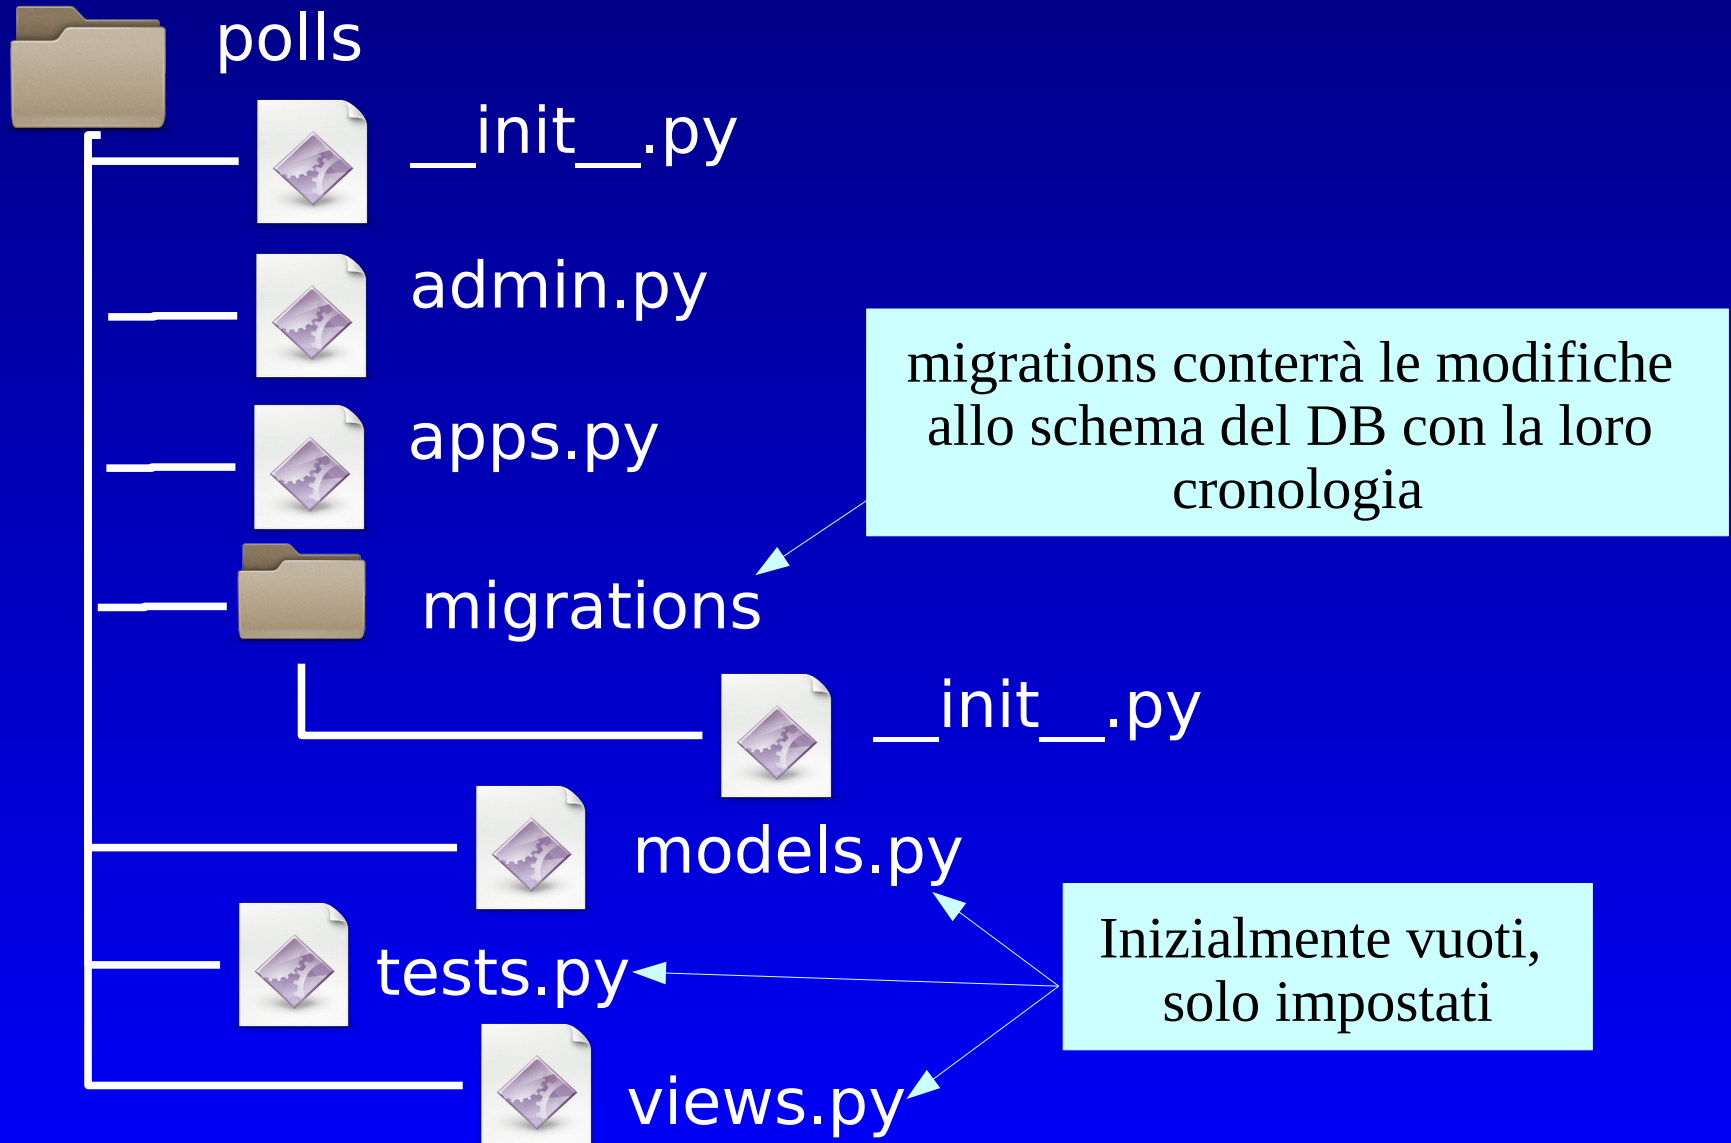 polls
__init__.py
admin.py
apps.py
migrations conterrà le modifiche
allo schema del DB con la loro
cronologia
migrations
__init__.py
models.py
Inizialmente vuoti,
solo impostati
tests.py
views.py